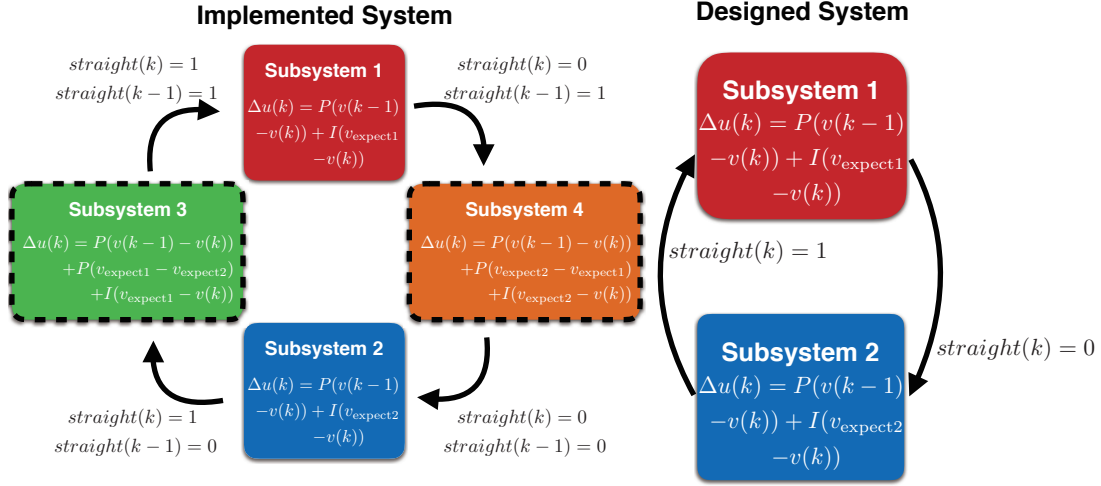 Implemented System
Designed System
straight(k) = 1
straight(k−1) = 1
Subsystem 1
Δu(k) = P(v(k−1)
−v(k)) + I(v_expect1
−v(k))
straight(k) = 0
straight(k−1) = 1
Subsystem 3
Δu(k) = P(v(k−1) − v(k))
+P(v_expect1 − v_expect2)
+I(v_expect1 − v(k))
Subsystem 4
Δu(k) = P(v(k−1) − v(k))
+P(v_expect2 − v_expect1)
+I(v_expect2 − v(k))
straight(k) = 1
straight(k−1) = 0
Subsystem 2
Δu(k) = P(v(k−1)
−v(k)) + I(v_expect2
−v(k))
straight(k) = 0
straight(k−1) = 0
Subsystem 1
Δu(k) = P(v(k−1)
−v(k)) + I(v_expect1
−v(k))
straight(k) = 1
straight(k) = 0
Subsystem 2
Δu(k) = P(v(k−1)
−v(k)) + I(v_expect2
−v(k))